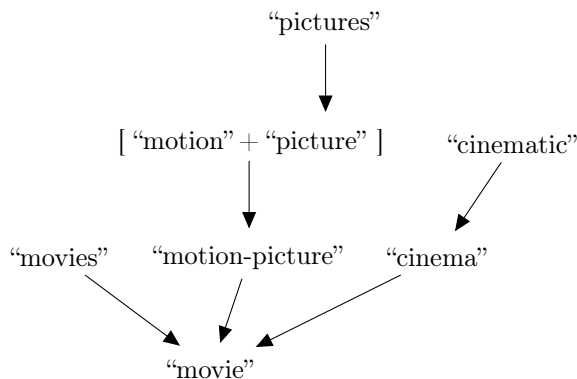 “pictures”
[ “motion” + “picture” ]
“cinematic”
“movies”
“motion-picture”
“cinema”
“movie”